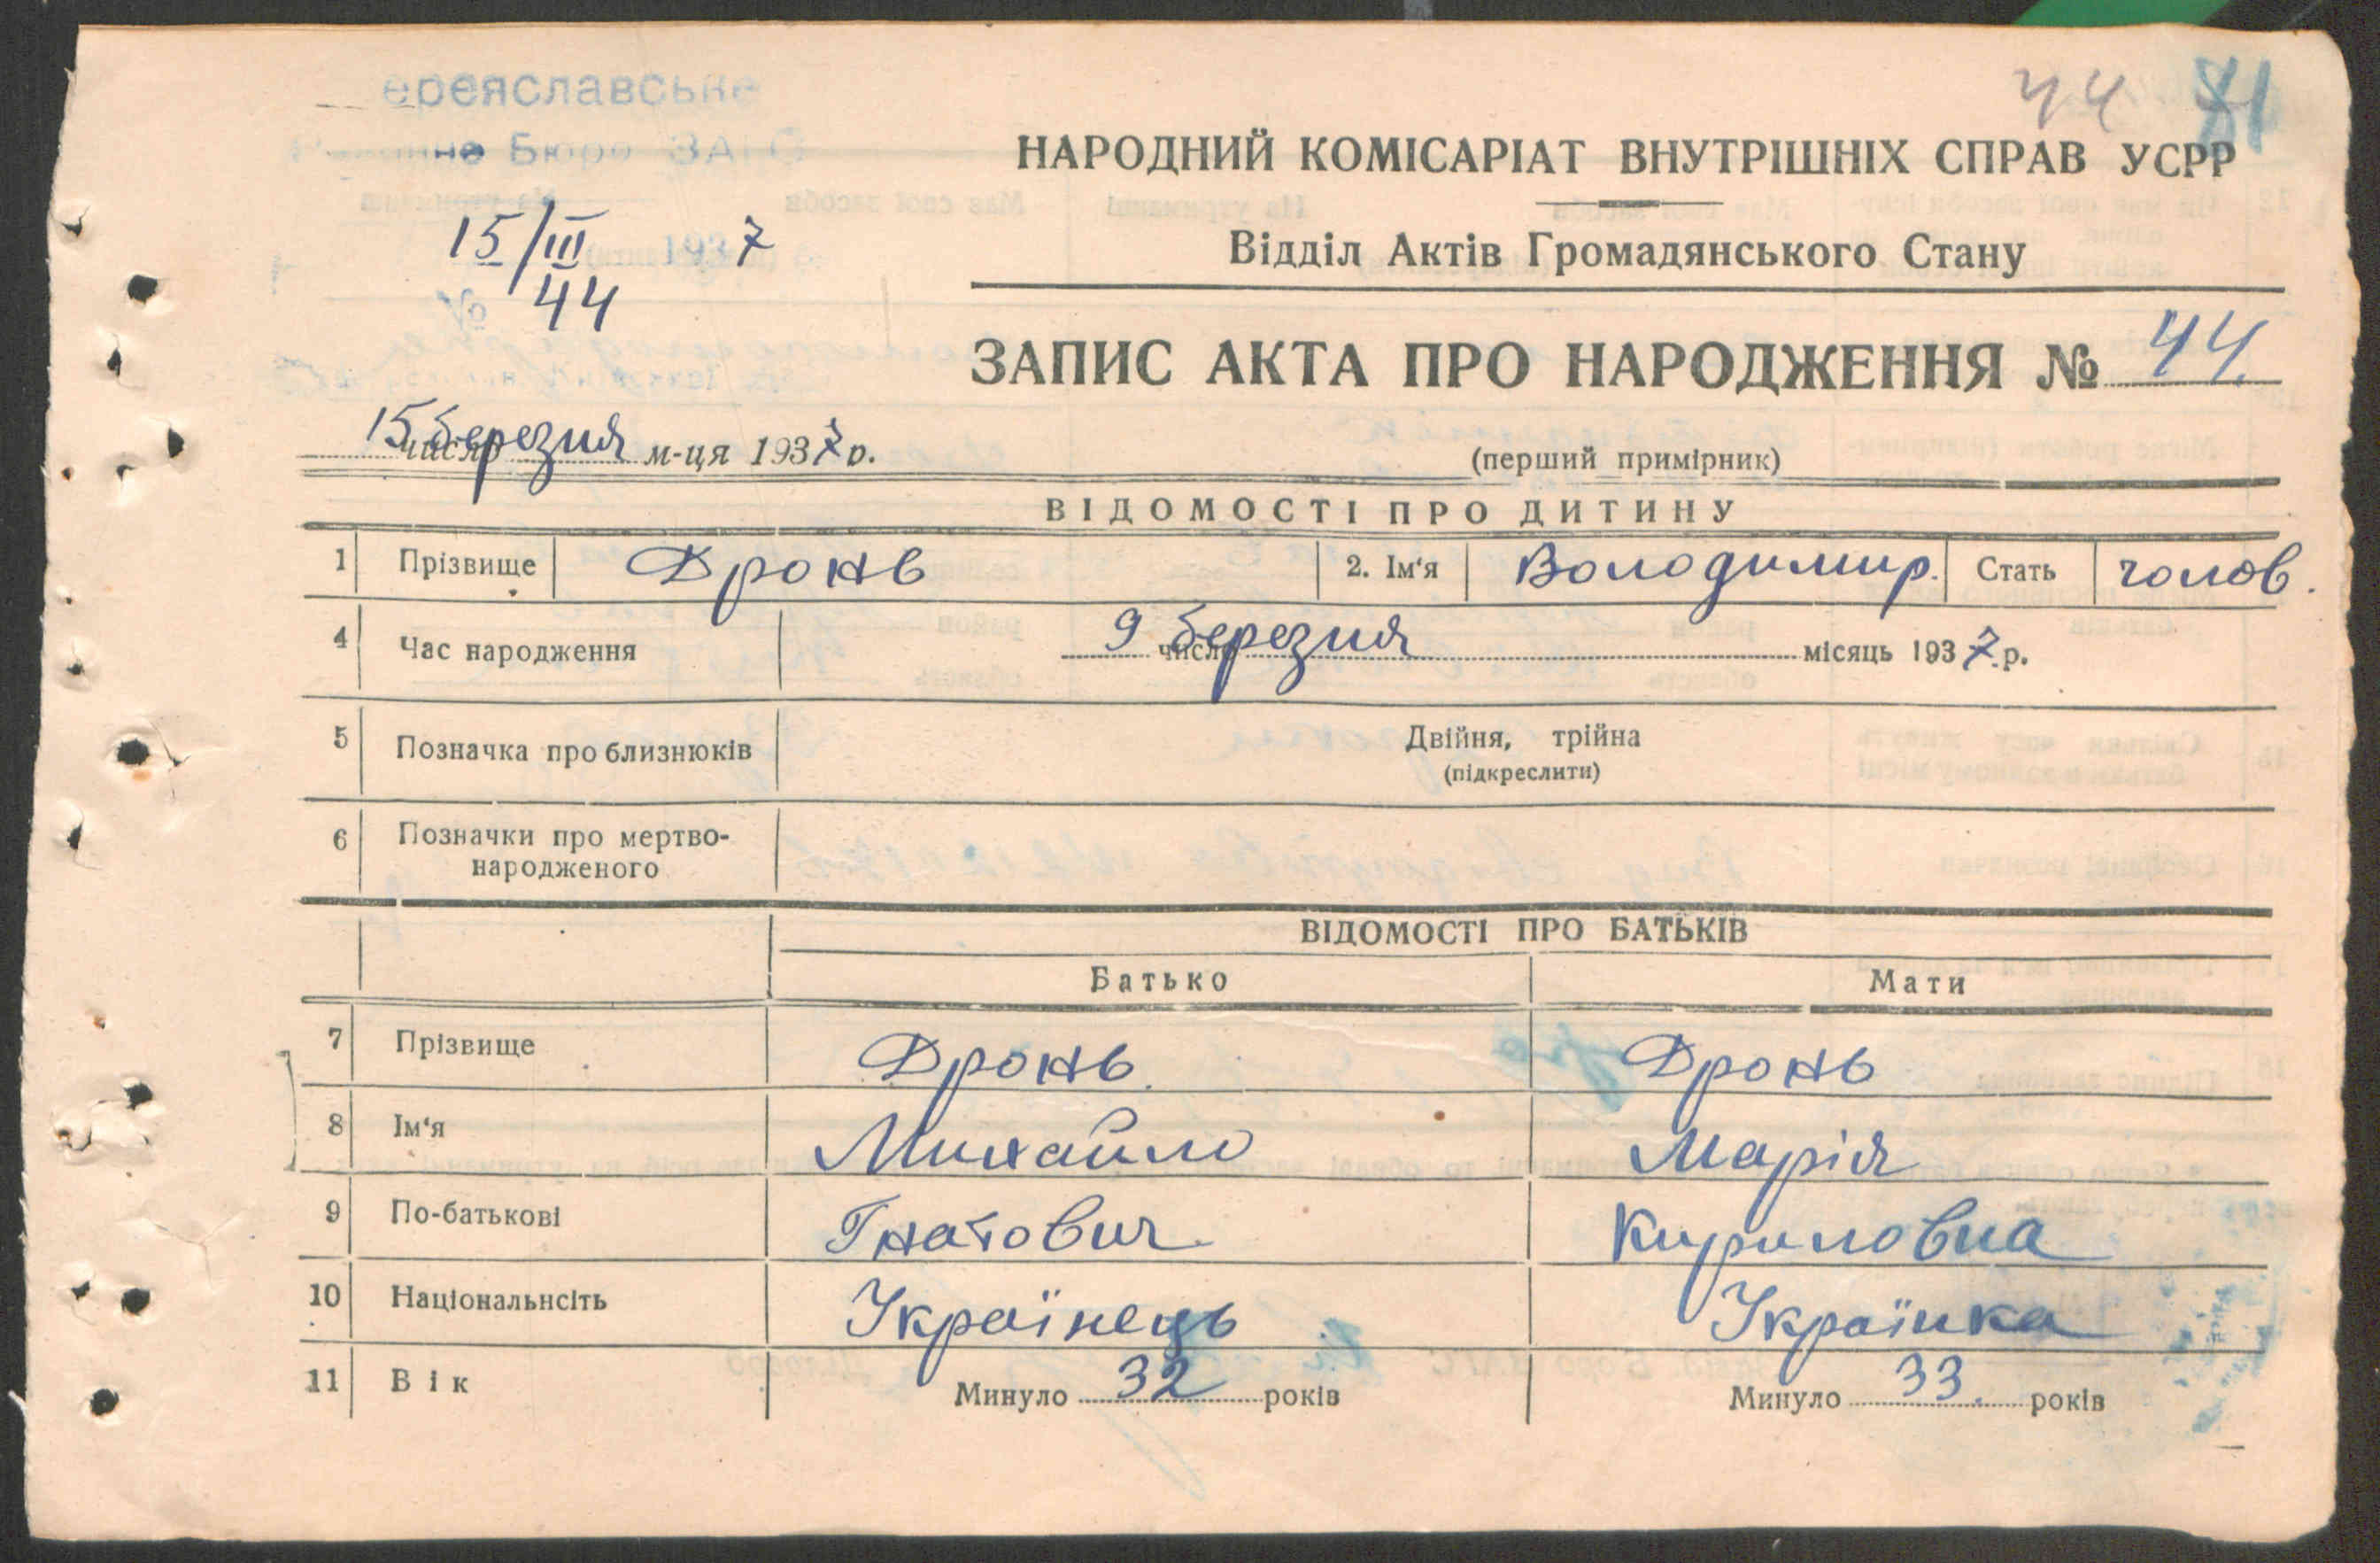 44 81
ереяславське
Бюро ЗАГС
15/III 1937
№ 44
НАРОДНИЙ КОМІСАРІАТ ВНУТРІШНІХ СПРАВ УСРР
Відділ Актів Громадянського Стану
ЗАПИС АКТА ПРО НАРОДЖЕННЯ № 44.
15 число березня м-ця 1937 р.
(перший примірник)
ВІДОМОСТІ ПРО ДИТИНУ
1 Прізвище Дронь 2. Ім'я Володимир. Стать чолов.
4 Час народження 9 число березня місяць 1937 р.
5 Позначка про близнюків Двійня, трійна
(підкреслити)
6 Позначки про мертво-
народженого
ВІДОМОСТІ ПРО БАТЬКІВ
Батько Мати
7 Прізвище Дронь. Дронь
8 Ім'я Михайло Марія
9 По-батькові Гнатович Кириловна
10 Національнсіть Українець Українка
11 Вік Минуло 32 років Минуло 33. років